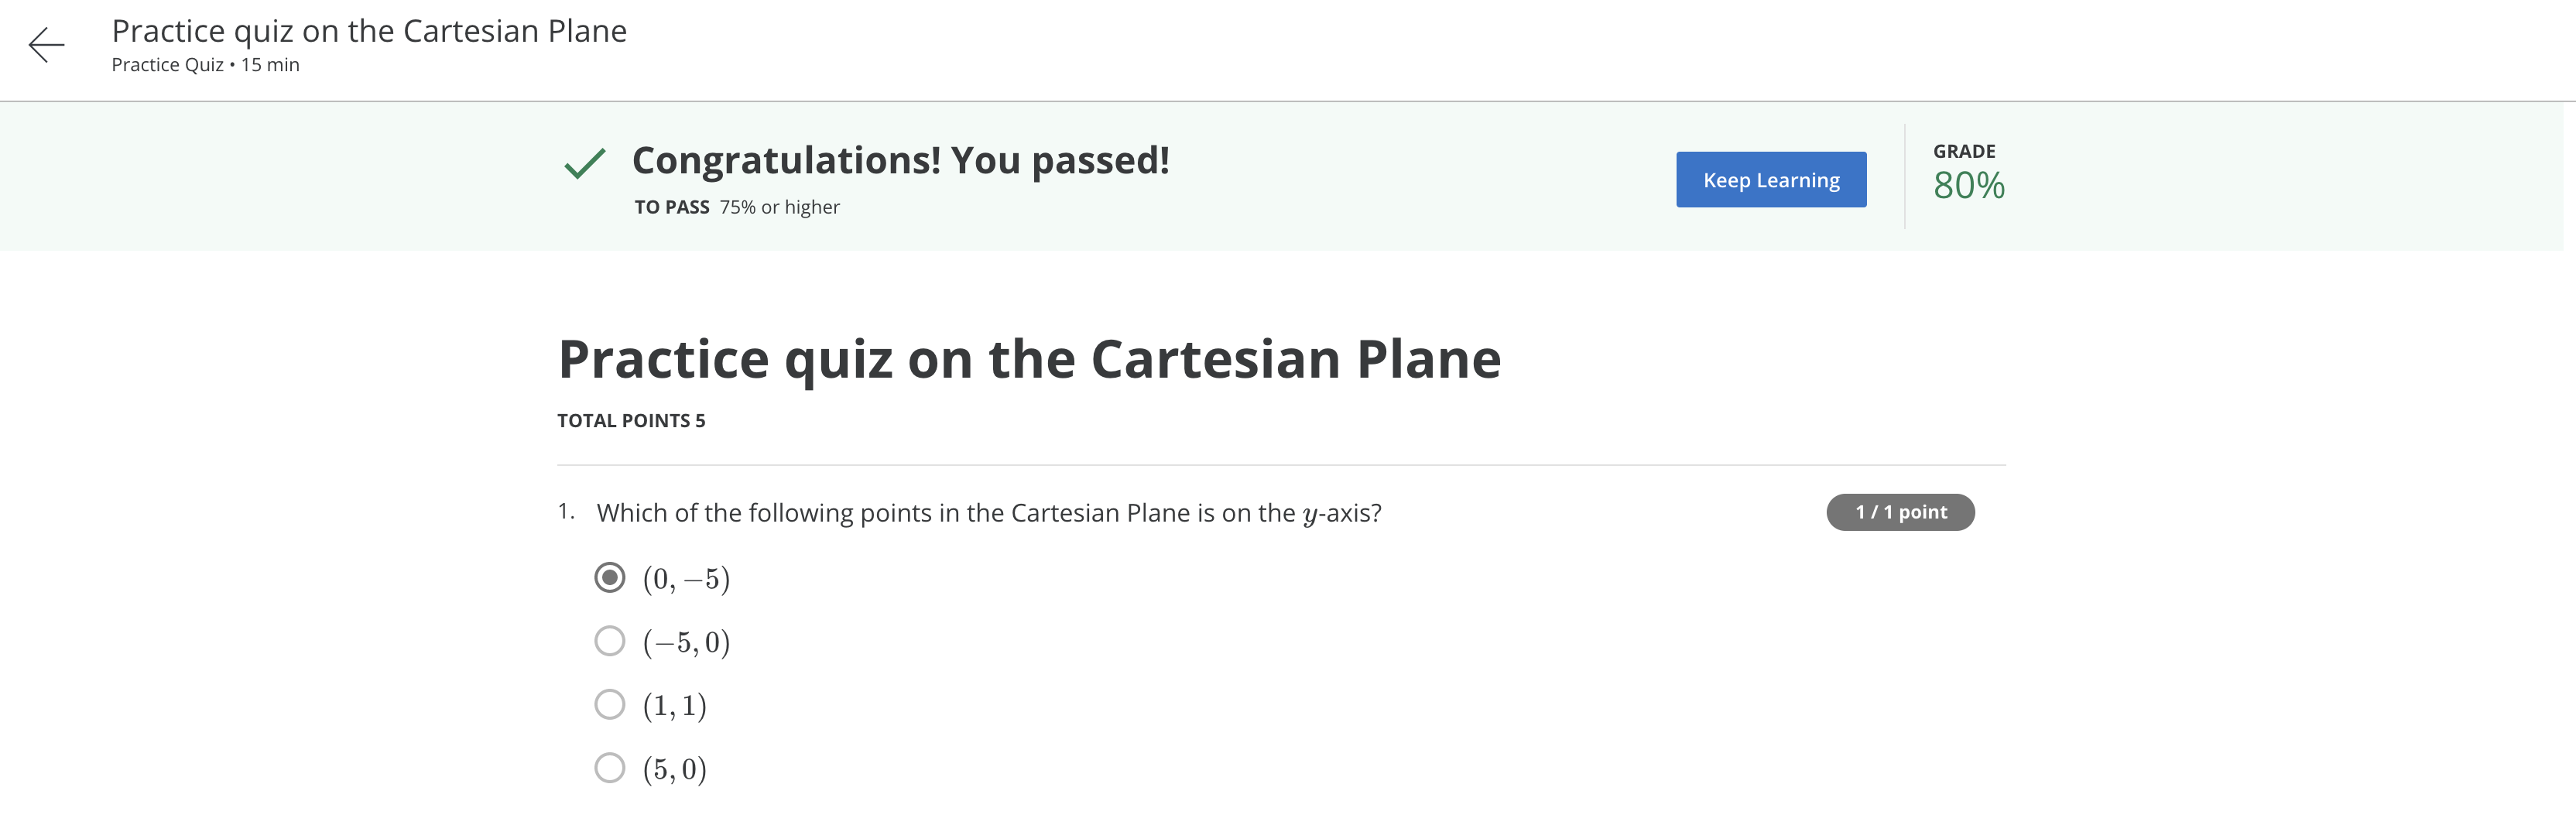 Practice quiz on the Cartesian Plane
Practice Quiz • 15 min
Congratulations! You passed!
TO PASS 75% or higher
Keep Learning
GRADE
80%
Practice quiz on the Cartesian Plane
TOTAL POINTS 5
1. Which of the following points in the Cartesian Plane is on the y-axis?
1 / 1 point
(0, −5)
(−5, 0)
(1, 1)
(5, 0)